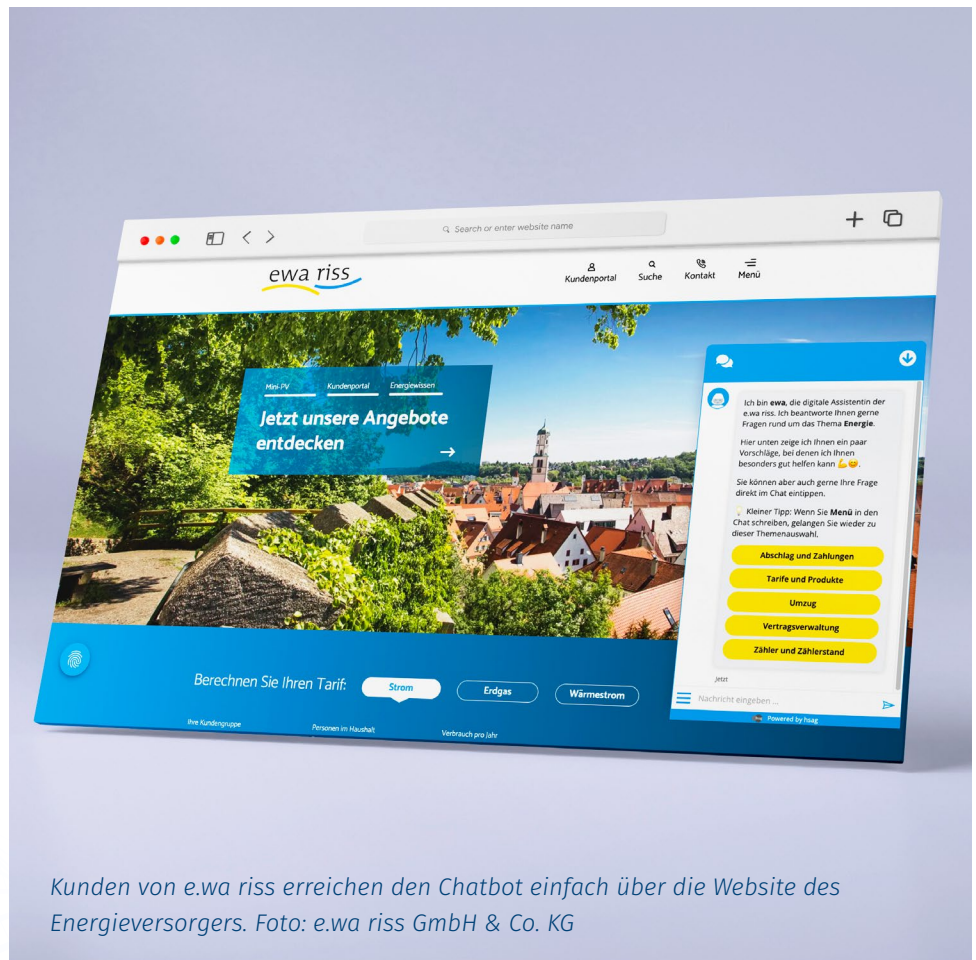 Search or enter website name
ewa riss
Kundenportal
Suche
Kontakt
Menü
Mini-PV
Kundenportal
Energiewissen
Jetzt unsere Angebote
entdecken
Ich bin ewa, die digitale Assistentin der
e.wa riss. Ich beantworte Ihnen gerne
Fragen rund um das Thema Energie.
Hier unten zeige ich Ihnen ein paar
Vorschläge, bei denen ich Ihnen
besonders gut helfen kann 💪😊.
Sie können aber auch gerne Ihre Frage
direkt im Chat eintippen.
💡 Kleiner Tipp: Wenn Sie Menü in den
Chat schreiben, gelangen Sie wieder zu
dieser Themenauswahl.
Abschlag und Zahlungen
Tarife und Produkte
Umzug
Vertragsverwaltung
Zähler und Zählerstand
Jetzt
Nachricht eingeben ...
Powered by hsag
Berechnen Sie Ihren Tarif:
Strom
Erdgas
Wärmestrom
Ihre Kundengruppe
Personen im Haushalt
Verbrauch pro Jahr
Kunden von e.wa riss erreichen den Chatbot einfach über die Website des
Energieversorgers. Foto: e.wa riss GmbH & Co. KG